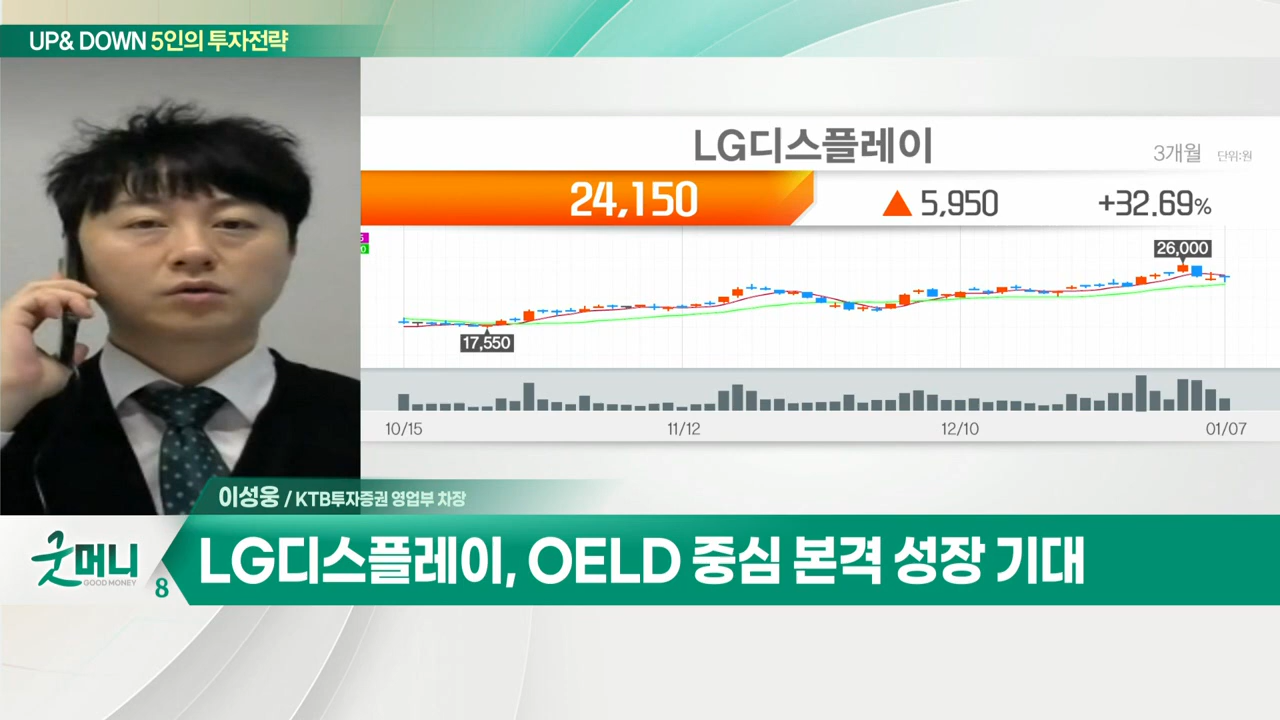 UP& DOWN 5인의 투자전략
LG디스플레이
3개월 단위:원
24,150 ▲ 5,950 +32.69%
26,000
17,550
10/15 11/12 12/10 01/07
이성웅 / KTB투자증권 영업부 차장
굿머니
GOOD MONEY
8
LG디스플레이, OELD 중심 본격 성장 기대